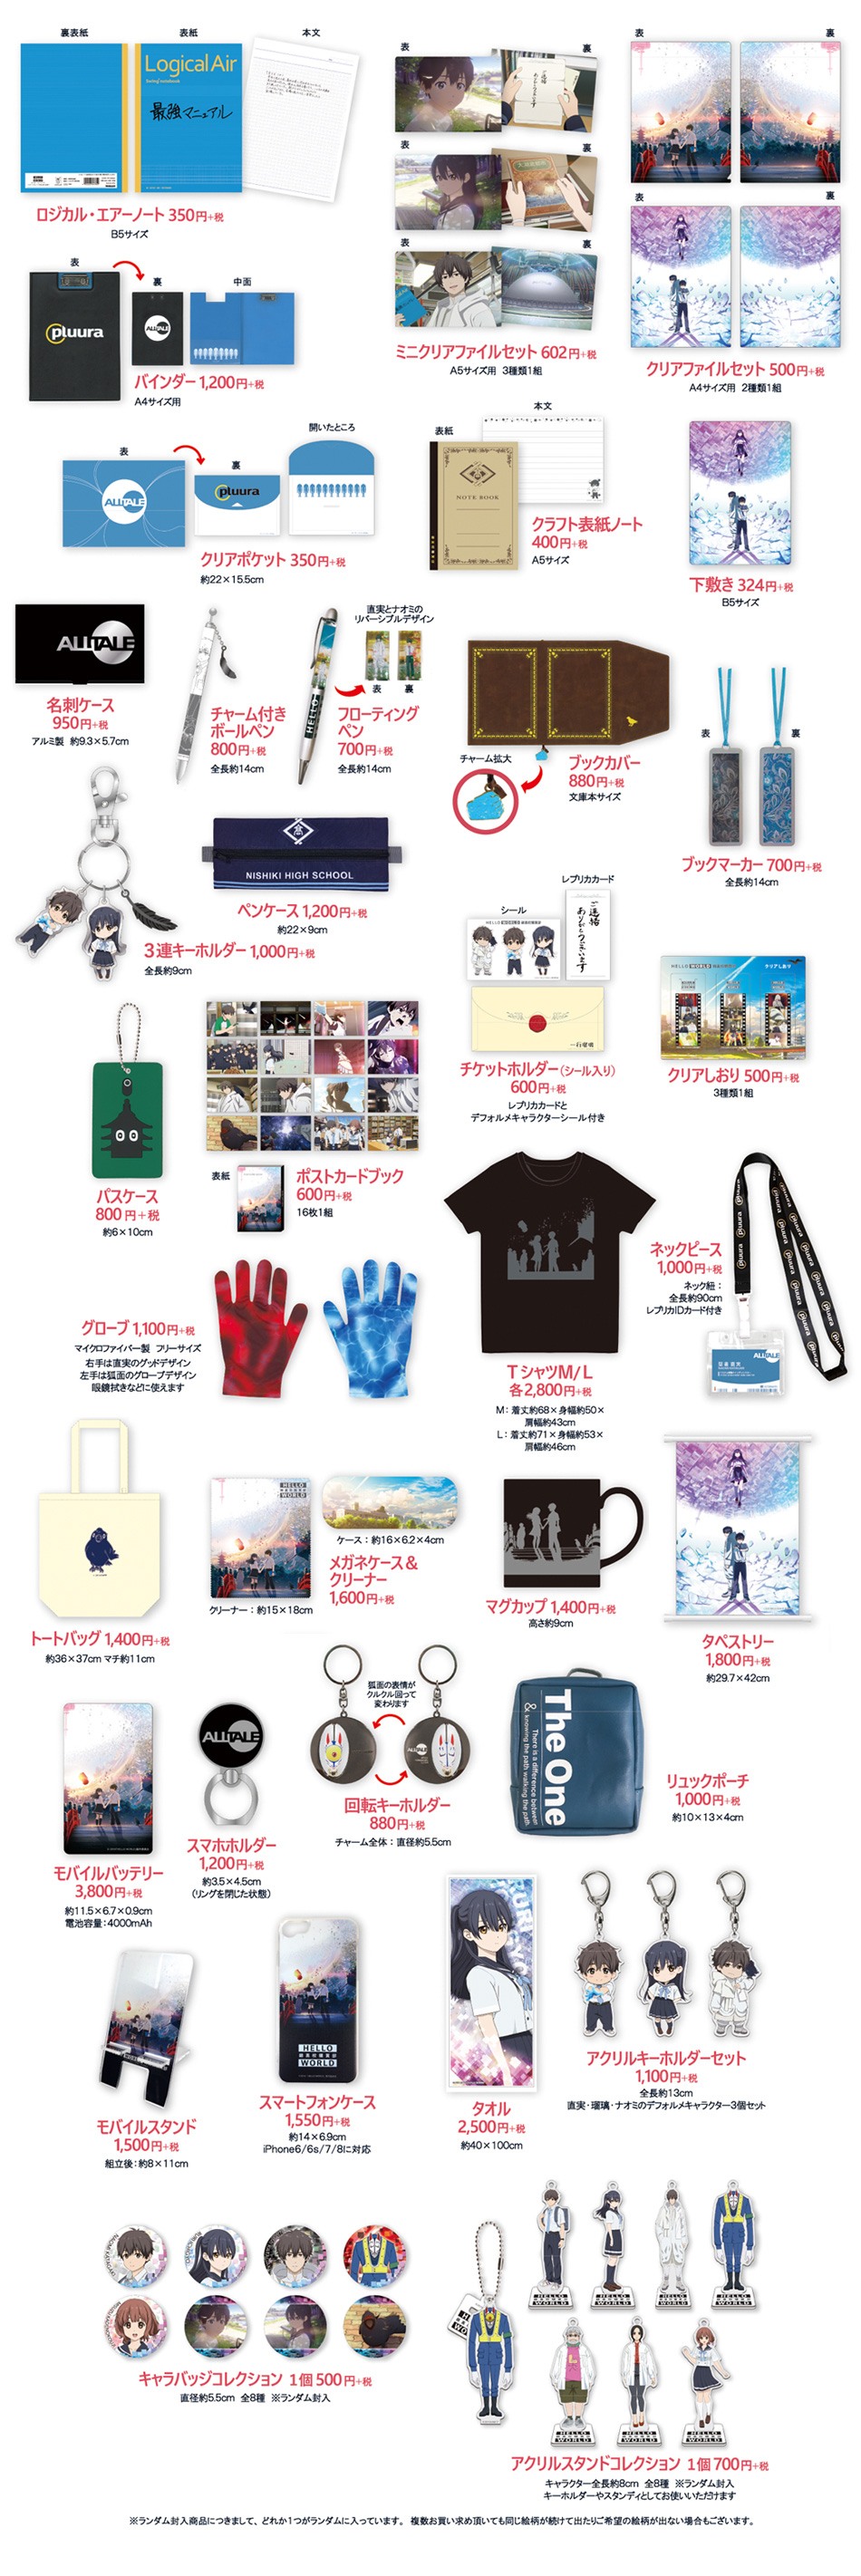 裏表紙
表紙
本文
Logical Air
最強マニュアル
ロジカル・エアーノート 350円+税
B5サイズ
表
裏
表
裏
表
裏
ミニクリアファイルセット 602円+税
A5サイズ用 3種類1組
表
裏
表
裏
クリアファイルセット 500円+税
A4サイズ用 2種類1組
表
裏
中面
pluura
ALLTALE
バインダー 1,200円+税
A4サイズ用
表
裏
開いたところ
ALLTALE
pluura
クリアポケット 350円+税
約22×15.5cm
表紙
本文
NOTE BOOK
クラフト表紙ノート
400円+税
A5サイズ
下敷き 324円+税
B5サイズ
ALLTALE
名刺ケース
950円+税
アルミ製 約9.3×5.7cm
チャーム付き
ボールペン
800円+税
全長約14cm
直実とナオミの
リバーシブルデザイン
表
裏
HELLO
フローティング
ペン
700円+税
全長約14cm
チャーム拡大
ブックカバー
880円+税
文庫本サイズ
表
裏
ブックマーカー 700円+税
全長約14cm
3連キーホルダー 1,000円+税
全長約9cm
NISHIKI HIGH SCHOOL
ペンケース 1,200円+税
約22×9cm
レプリカカード
シール
ご連絡
ありがとうございます
一行瑠璃
チケットホルダー(シール入り)
600円+税
レプリカカードと
デフォルメキャラクターシール付き
HELLO WORLD
クリアしおり
クリアしおり 500円+税
3種類1組
パスケース
800円+税
約6×10cm
表紙
ポストカードブック
600円+税
16枚1組
TシャツM/L
各2,800円+税
M:着丈約68×身幅約50×
肩幅約43cm
L:着丈約71×身幅約53×
肩幅約46cm
ネックピース
1,000円+税
ネック紐:
全長約90cm
レプリカIDカード付き
pluura
ALLTALE
グローブ 1,100円+税
マイクロファイバー製 フリーサイズ
右手は直実のグッドデザイン
左手は狐面のグローブデザイン
眼鏡拭きなどに使えます
トートバッグ 1,400円+税
約36×37cm マチ約11cm
HELLO
WORLD
クリーナー:約15×18cm
ケース:約16×6.2×4cm
メガネケース&
クリーナー
1,600円+税
マグカップ 1,400円+税
高さ約9cm
タペストリー
1,800円+税
約29.7×42cm
モバイルバッテリー
3,800円+税
約11.5×6.7×0.9cm
電池容量:4000mAh
ALLTALE
スマホホルダー
1,200円+税
約3.5×4.5cm
(リングを閉じた状態)
狐面の表情が
クルクル回って
変わります
回転キーホルダー
880円+税
チャーム全体:直径約5.5cm
The One
There is a difference between
& knowing the path walking the path
リュックポーチ
1,000円+税
約10×13×4cm
モバイルスタンド
1,500円+税
組立後:約8×11cm
HELLO
WORLD
スマートフォンケース
1,550円+税
約14×6.9cm
iPhone6/6s/7/8に対応
タオル
2,500円+税
約40×100cm
アクリルキーホルダーセット
1,100円+税
全長約13cm
直実・瑠璃・ナオミのデフォルメキャラクター3個セット
キャラバッジコレクション 1個 500円+税
直径約5.5cm 全8種 ※ランダム封入
HELLO
WORLD
アクリルスタンドコレクション 1個 700円+税
キャラクター全長約8cm 全8種 ※ランダム封入
キーホルダーやスタンディとしてお使いいただけます
※ランダム封入商品につきまして、どれか1つがランダムに入っています。 複数お買い求め頂いても同じ絵柄が続けて出たりご希望の絵柄が出ない場合もございます。